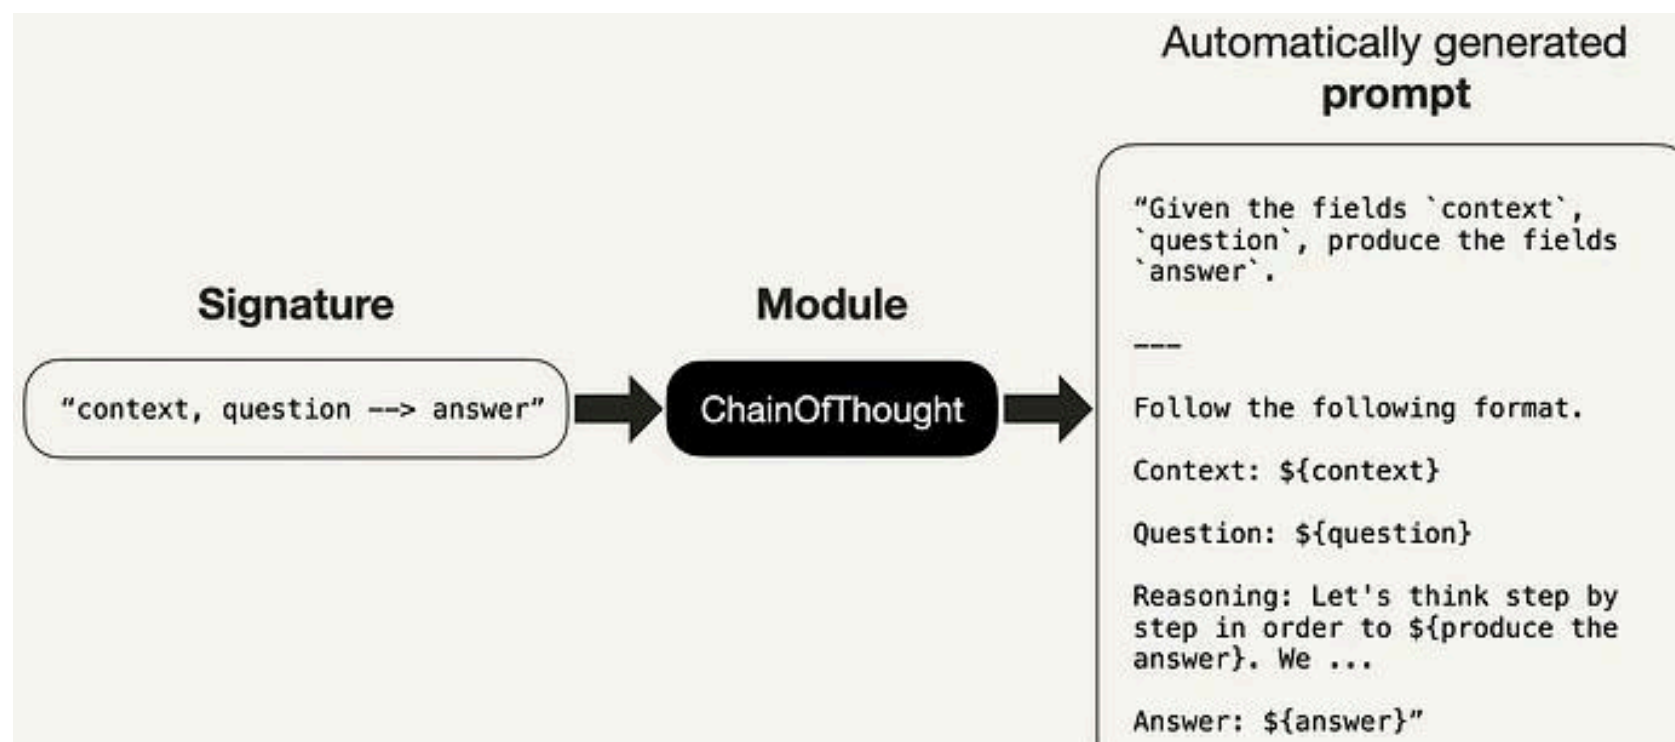 Signature
“context, question --> answer”
Module
ChainOfThought
Automatically generated
prompt
“Given the fields `context`,
`question`, produce the fields
`answer`.
---
Follow the following format.
Context: ${context}
Question: ${question}
Reasoning: Let's think step by
step in order to ${produce the
answer}. We ...
Answer: ${answer}”